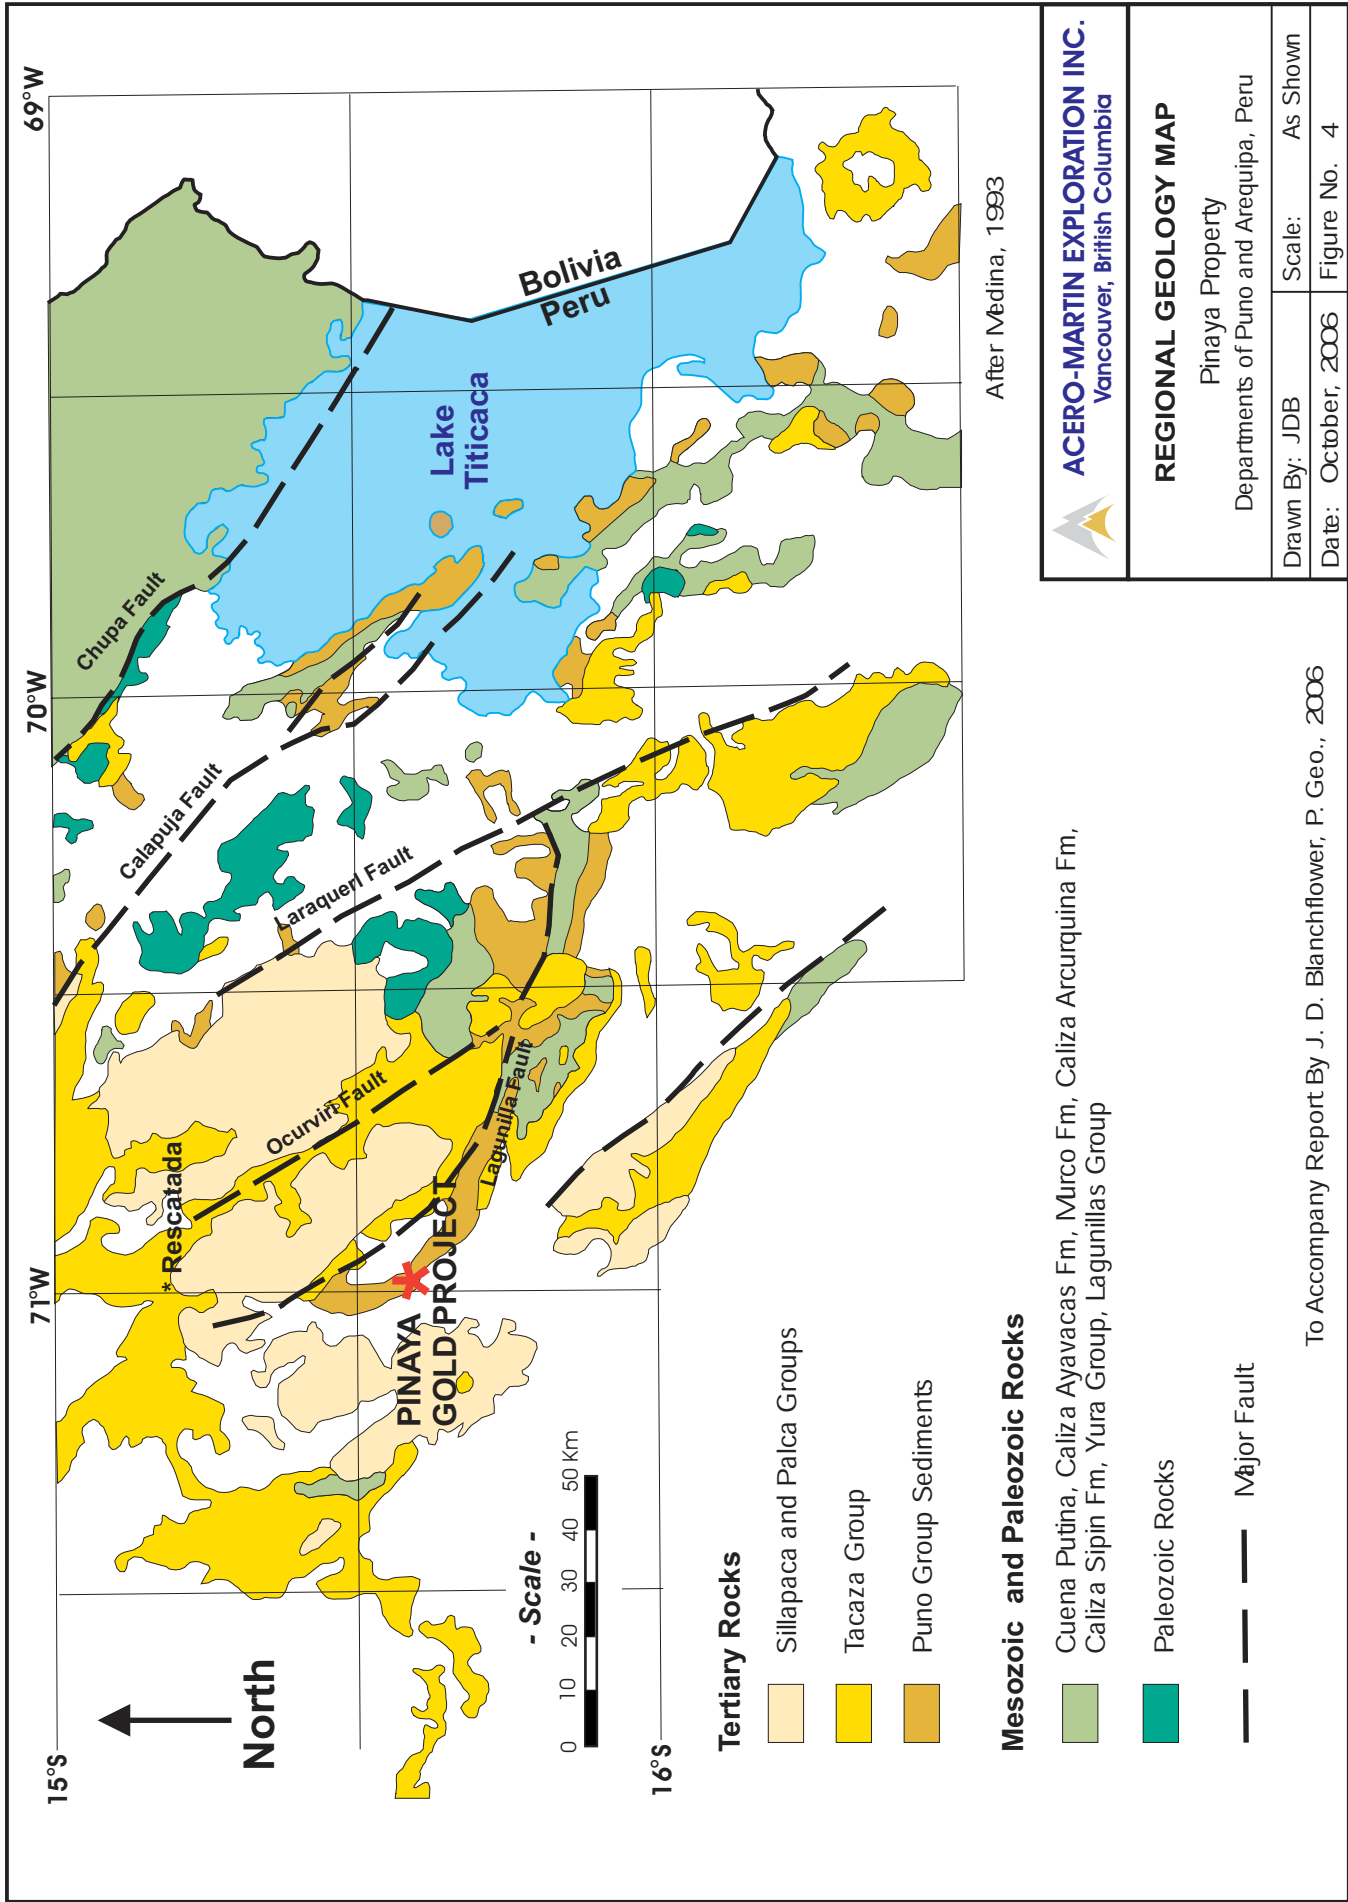 15°S
16°S
71°W
70°W
69°W
North
* Rescatada
PINAYA
GOLD PROJECT
Ocurviri Fault
Lagunilla Fault
Laraquerl Fault
Calapuja Fault
Chupa Fault
Lake
Titicaca
Bolivia
Peru
- Scale -
0 10 20 30 40 50 Km
After Medina, 1993
Tertiary Rocks
Sillapaca and Palca Groups
Tacaza Group
Puno Group Sediments
Mesozoic and Paleozoic Rocks
Cuena Putina, Caliza Ayavacas Fm, Murco Fm, Caliza Arcurquina Fm,
Caliza Sipin Fm, Yura Group, Lagunillas Group
Paleozoic Rocks
Major Fault
To Accompany Report By J. D. Blanchflower, P. Geo., 2006
ACERO-MARTIN EXPLORATION INC.
Vancouver, British Columbia
REGIONAL GEOLOGY MAP
Pinaya Property
Departments of Puno and Arequipa, Peru
Drawn By: JDB Scale: As Shown
Date: October, 2006 Figure No. 4